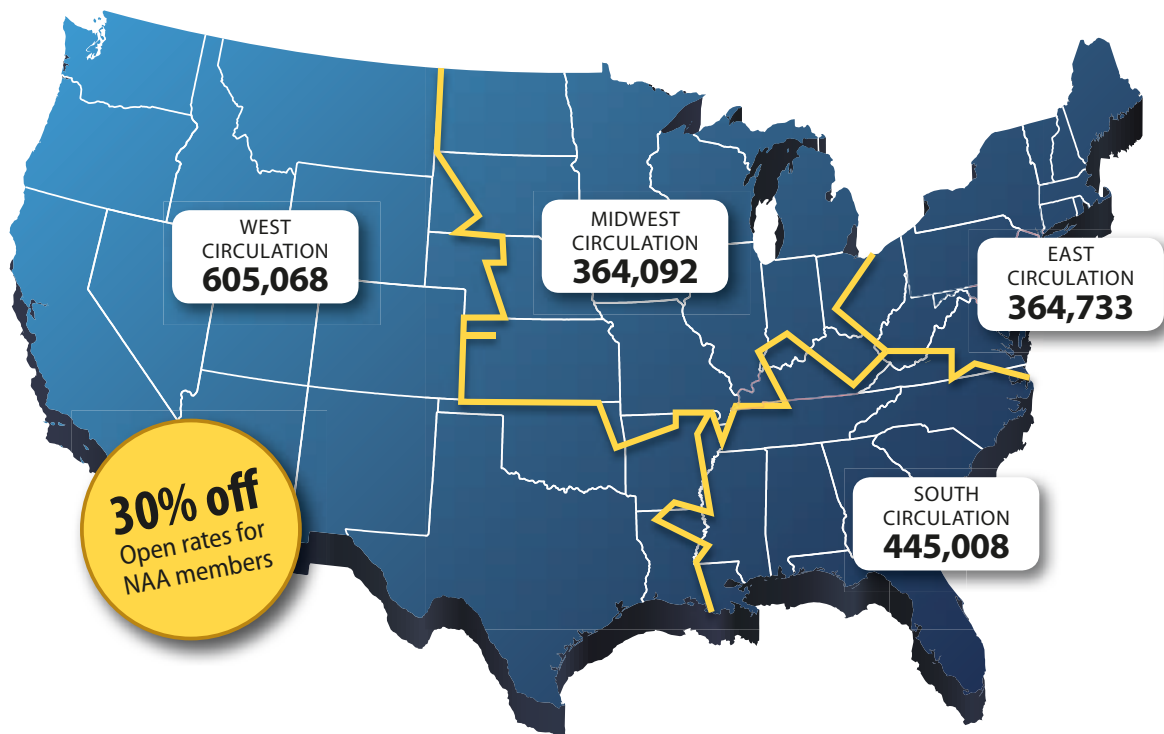 WEST
CIRCULATION
605,068
MIDWEST
CIRCULATION
364,092
EAST
CIRCULATION
364,733
30% off
Open rates for
NAA members
SOUTH
CIRCULATION
445,008